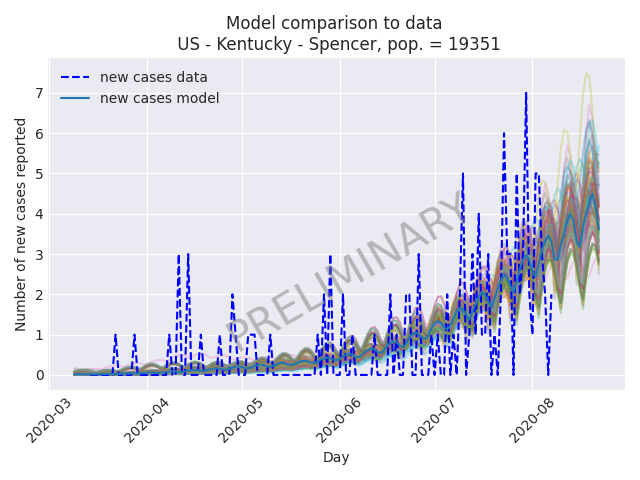 Model comparison to data
US - Kentucky - Spencer, pop. = 19351
new cases data
new cases model
PRELIMINARY
Number of new cases reported
7
6
5
4
3
2
1
0
2020-03
2020-04
2020-05
2020-06
2020-07
2020-08
Day